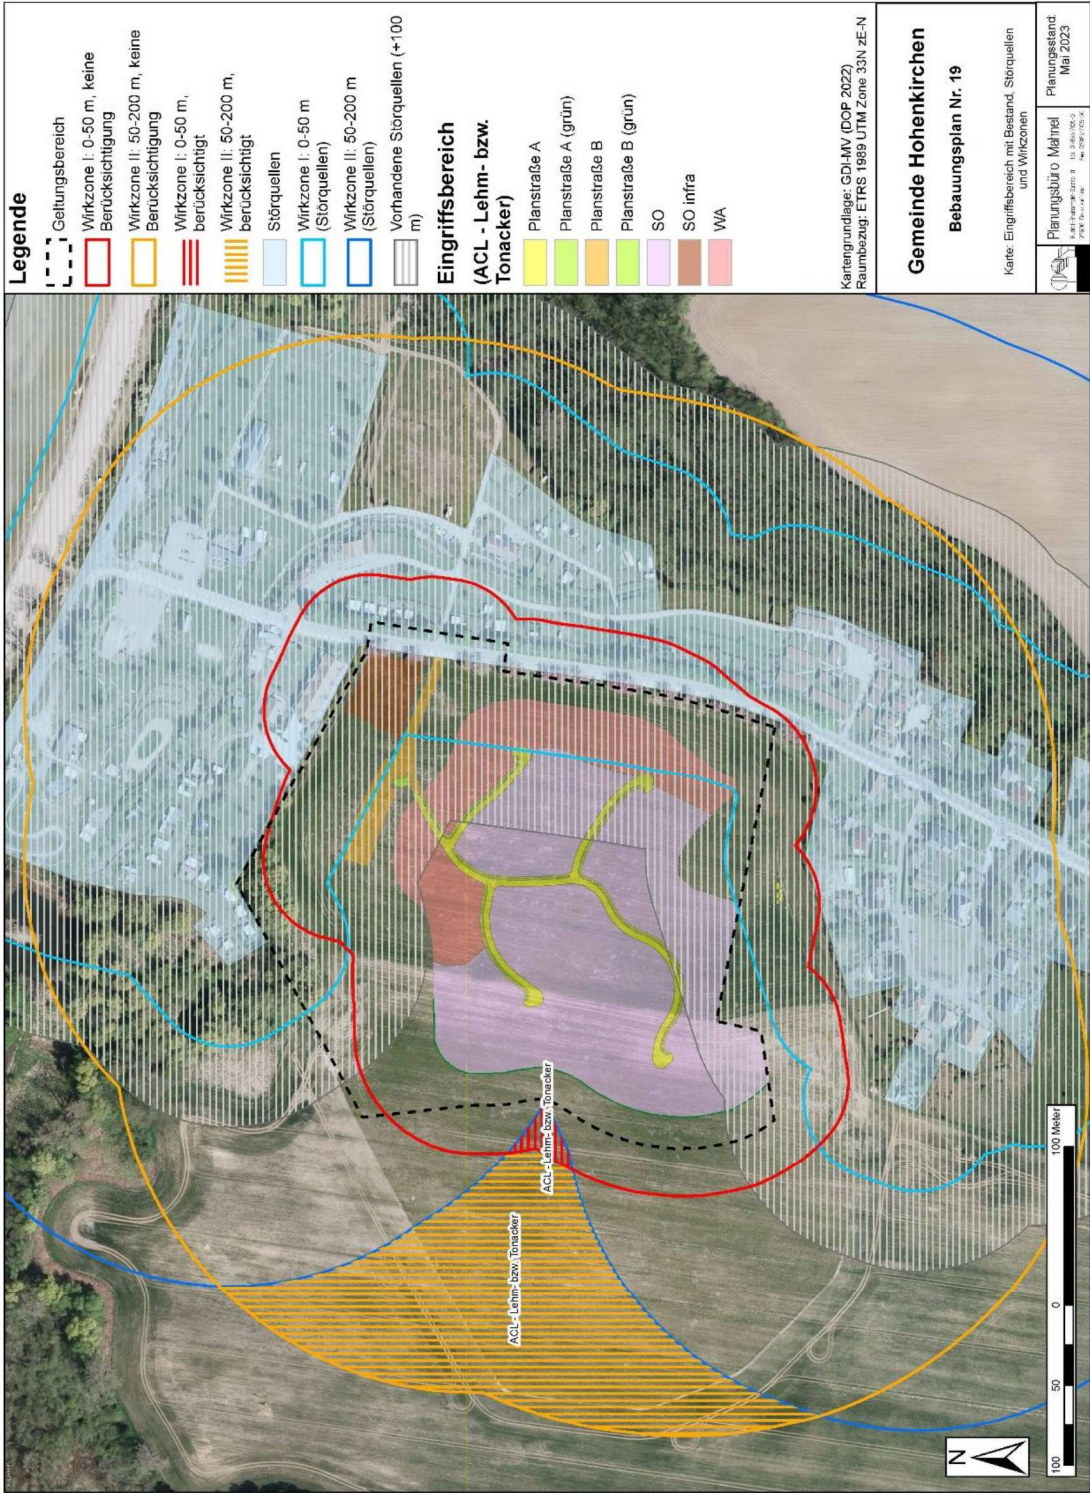 Legende
Geltungsbereich
Wirkzone I: 0-50 m, keine
Berücksichtigung
Wirkzone II: 50-200 m, keine
Berücksichtigung
Wirkzone I: 0-50 m,
berücksichtigt
Wirkzone II: 50-200 m,
berücksichtigt
Störquellen
Wirkzone I: 0-50 m
(Störquellen)
Wirkzone II: 50-200 m
(Störquellen)
Vorhandene Störquellen (+100
m)
Eingriffsbereich
(ACL - Lehm- bzw.
Tonacker)
Planstraße A
Planstraße A (grün)
Planstraße B
Planstraße B (grün)
SO
SO infra
WA
Kartengrundlage: GDI-MV (DOP 2022)
Raumbezug: ETRS 1989 UTM Zone 33N zE-N
Gemeinde Hohenkirchen
Bebauungsplan Nr. 19
Karte: Eingriffsbereich mit Bestand, Störquellen
und Wirkzonen
Planungsbüro Mahnel
Planungsstand:
Mai 2023
ACL - Lehm- bzw. Tonacker
ACL - Lehm- bzw. Tonacker
N
100 50 0 100 Meter